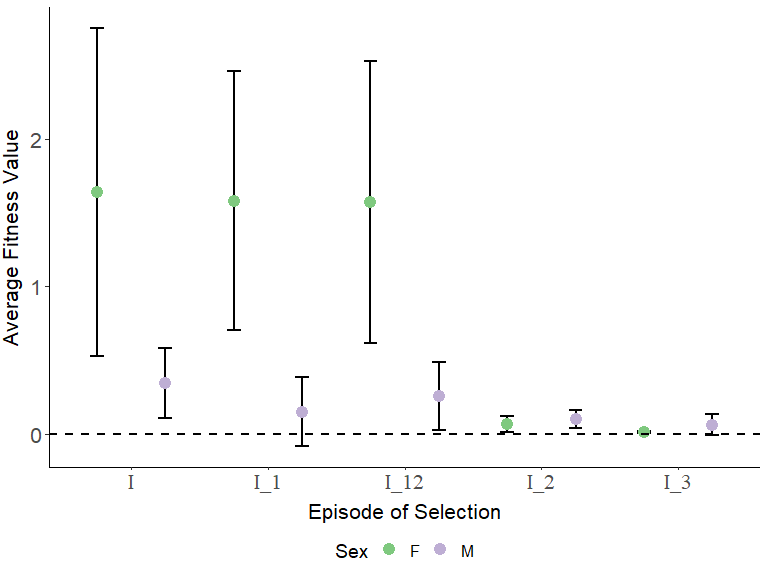 Average Fitness Value
2
1
0
I I_1 I_12 I_2 I_3
Episode of Selection
Sex F M